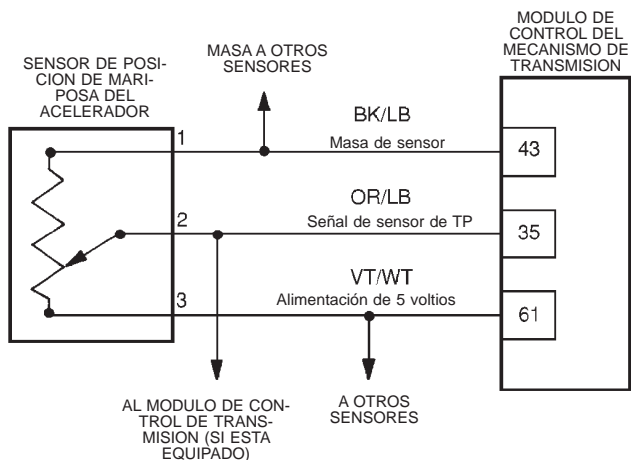 MODULO DE
CONTROL DEL
MECANISMO DE
TRANSMISION
SENSOR DE POSI-
CION DE MARI-
POSA DEL
ACELERADOR
MASA A OTROS
SENSORES
1
BK/LB
Masa de sensor
43
2
OR/LB
Señal de sensor de TP
35
3
VT/WT
Alimentación de 5 voltios
61
AL MODULO DE CON-
TROL DE TRANS-
MISION (SI ESTA
EQUIPADO)
A OTROS
SENSORES